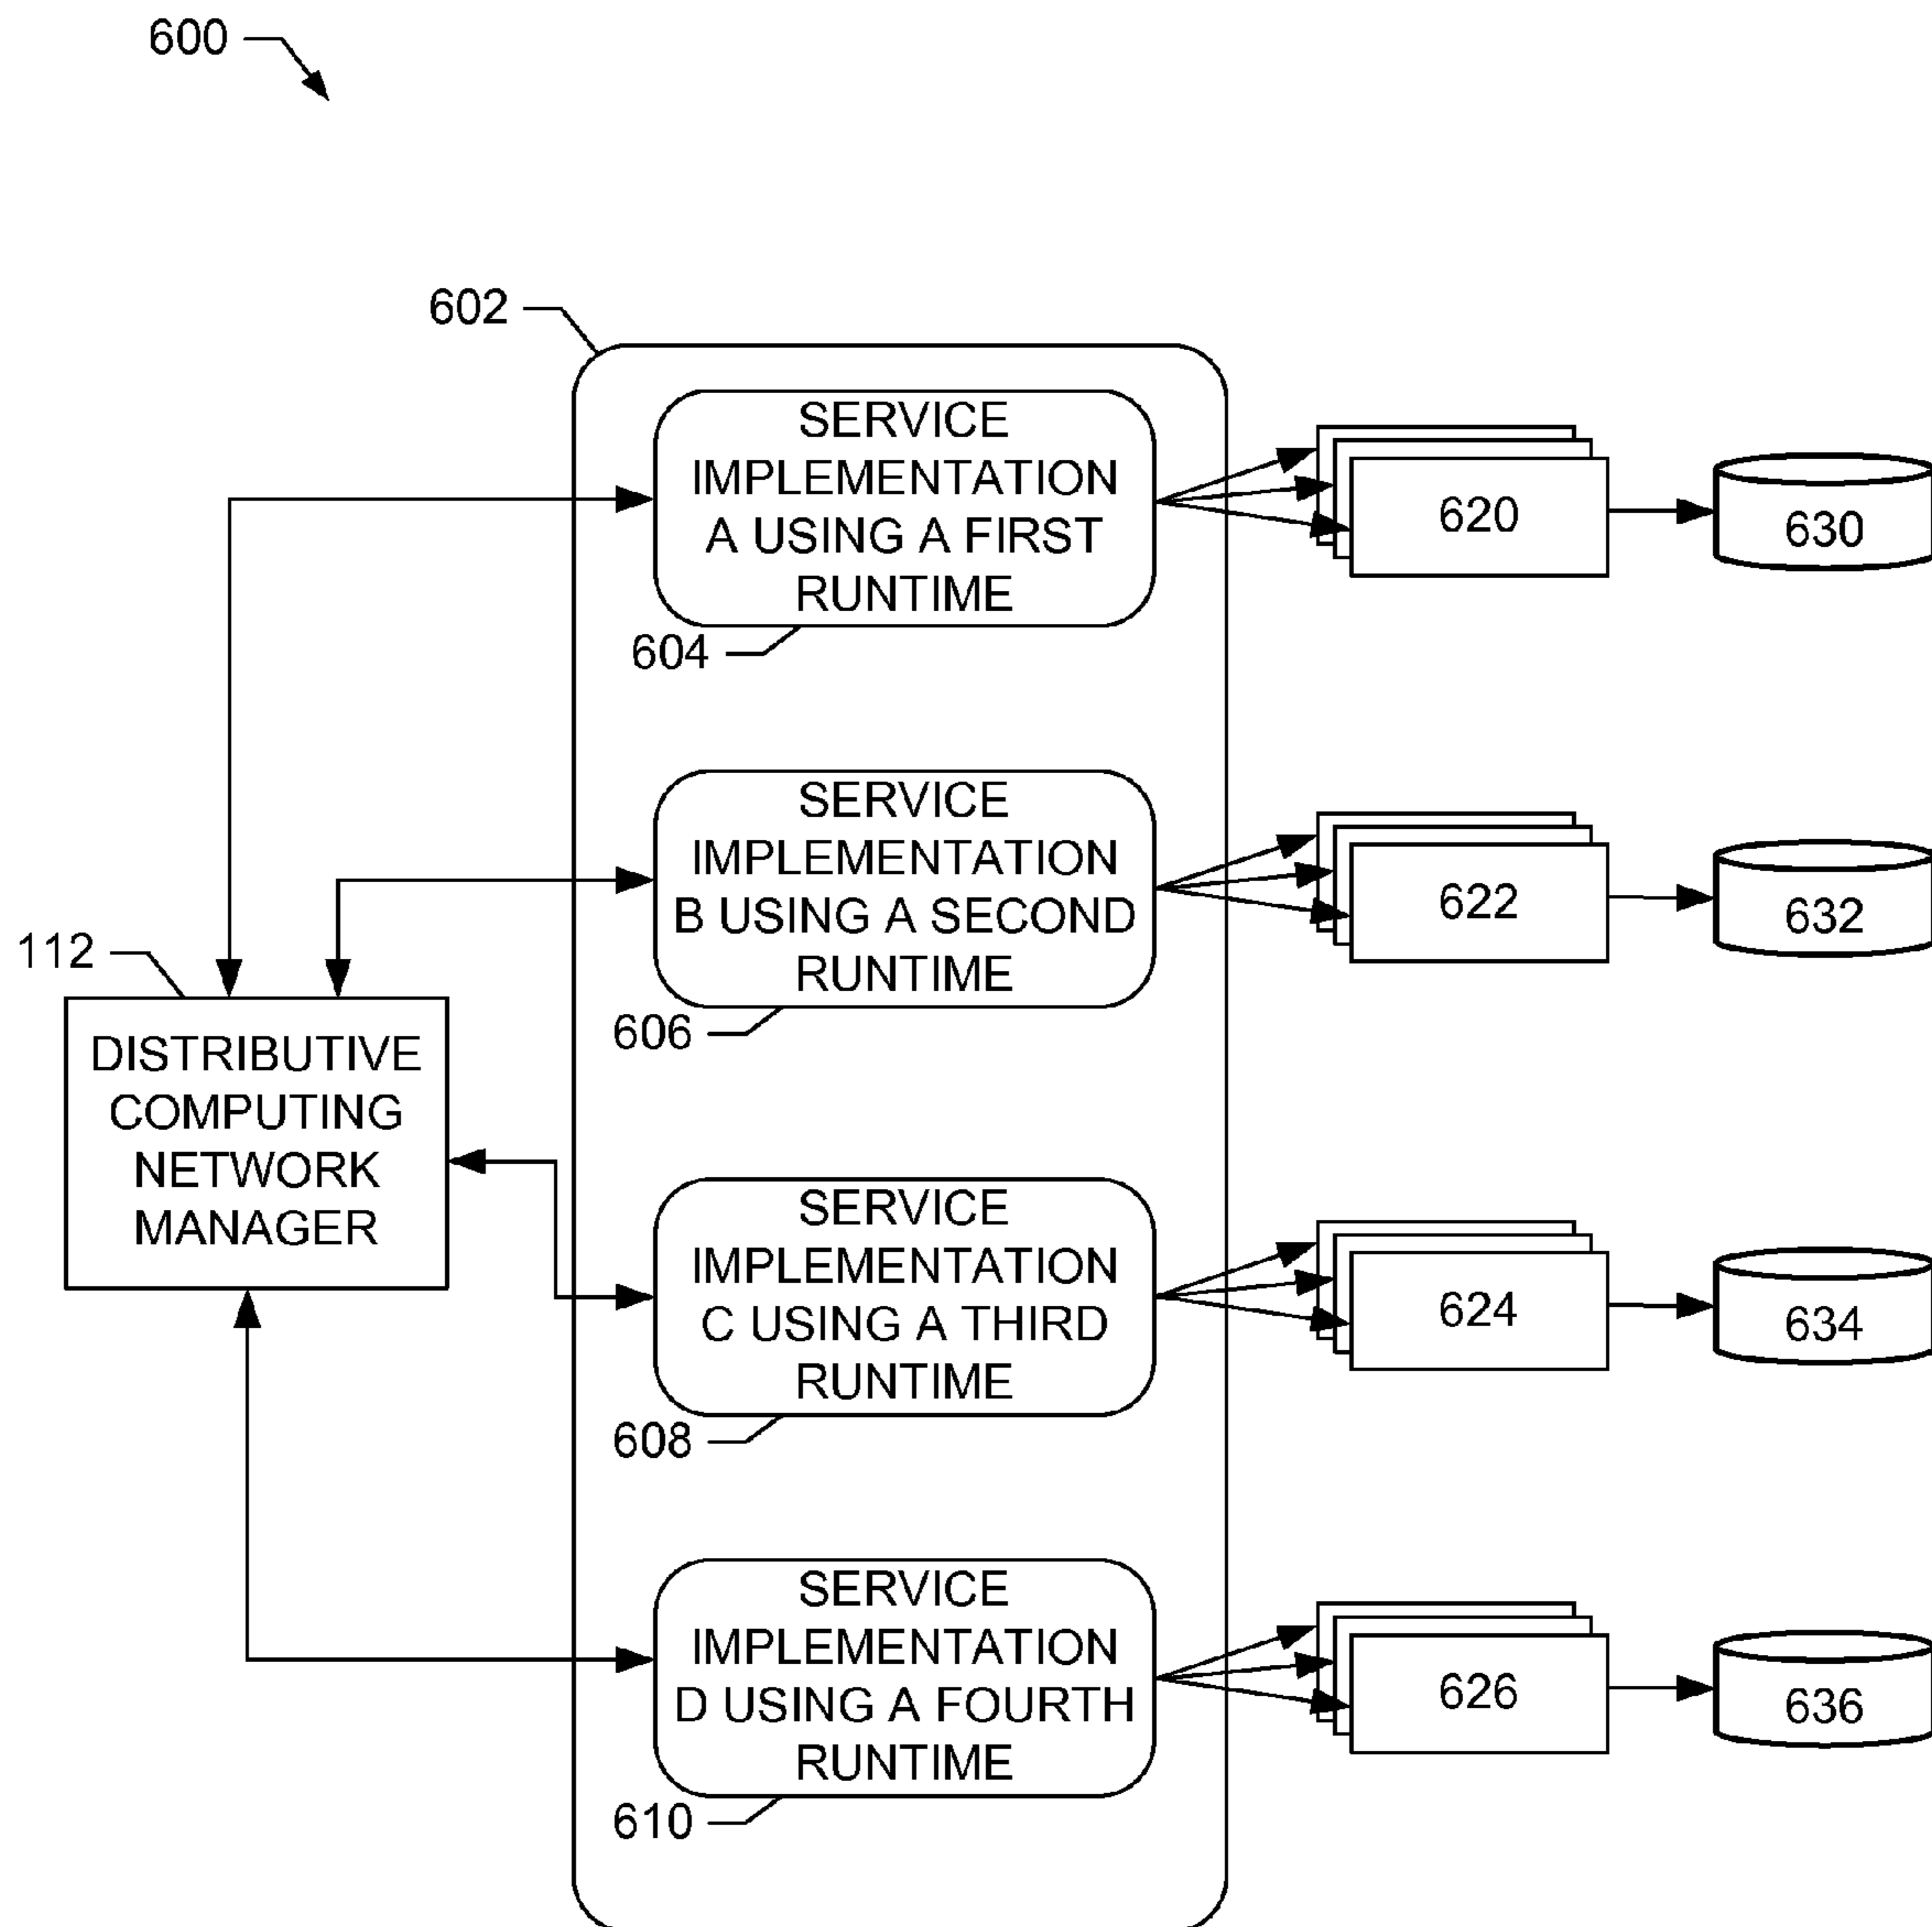 600
602
SERVICE
IMPLEMENTATION
A USING A FIRST
RUNTIME
604
620
630
SERVICE
IMPLEMENTATION
B USING A SECOND
RUNTIME
606
622
632
112
DISTRIBUTIVE
COMPUTING
NETWORK
MANAGER
SERVICE
IMPLEMENTATION
C USING A THIRD
RUNTIME
608
624
634
SERVICE
IMPLEMENTATION
D USING A FOURTH
RUNTIME
610
626
636